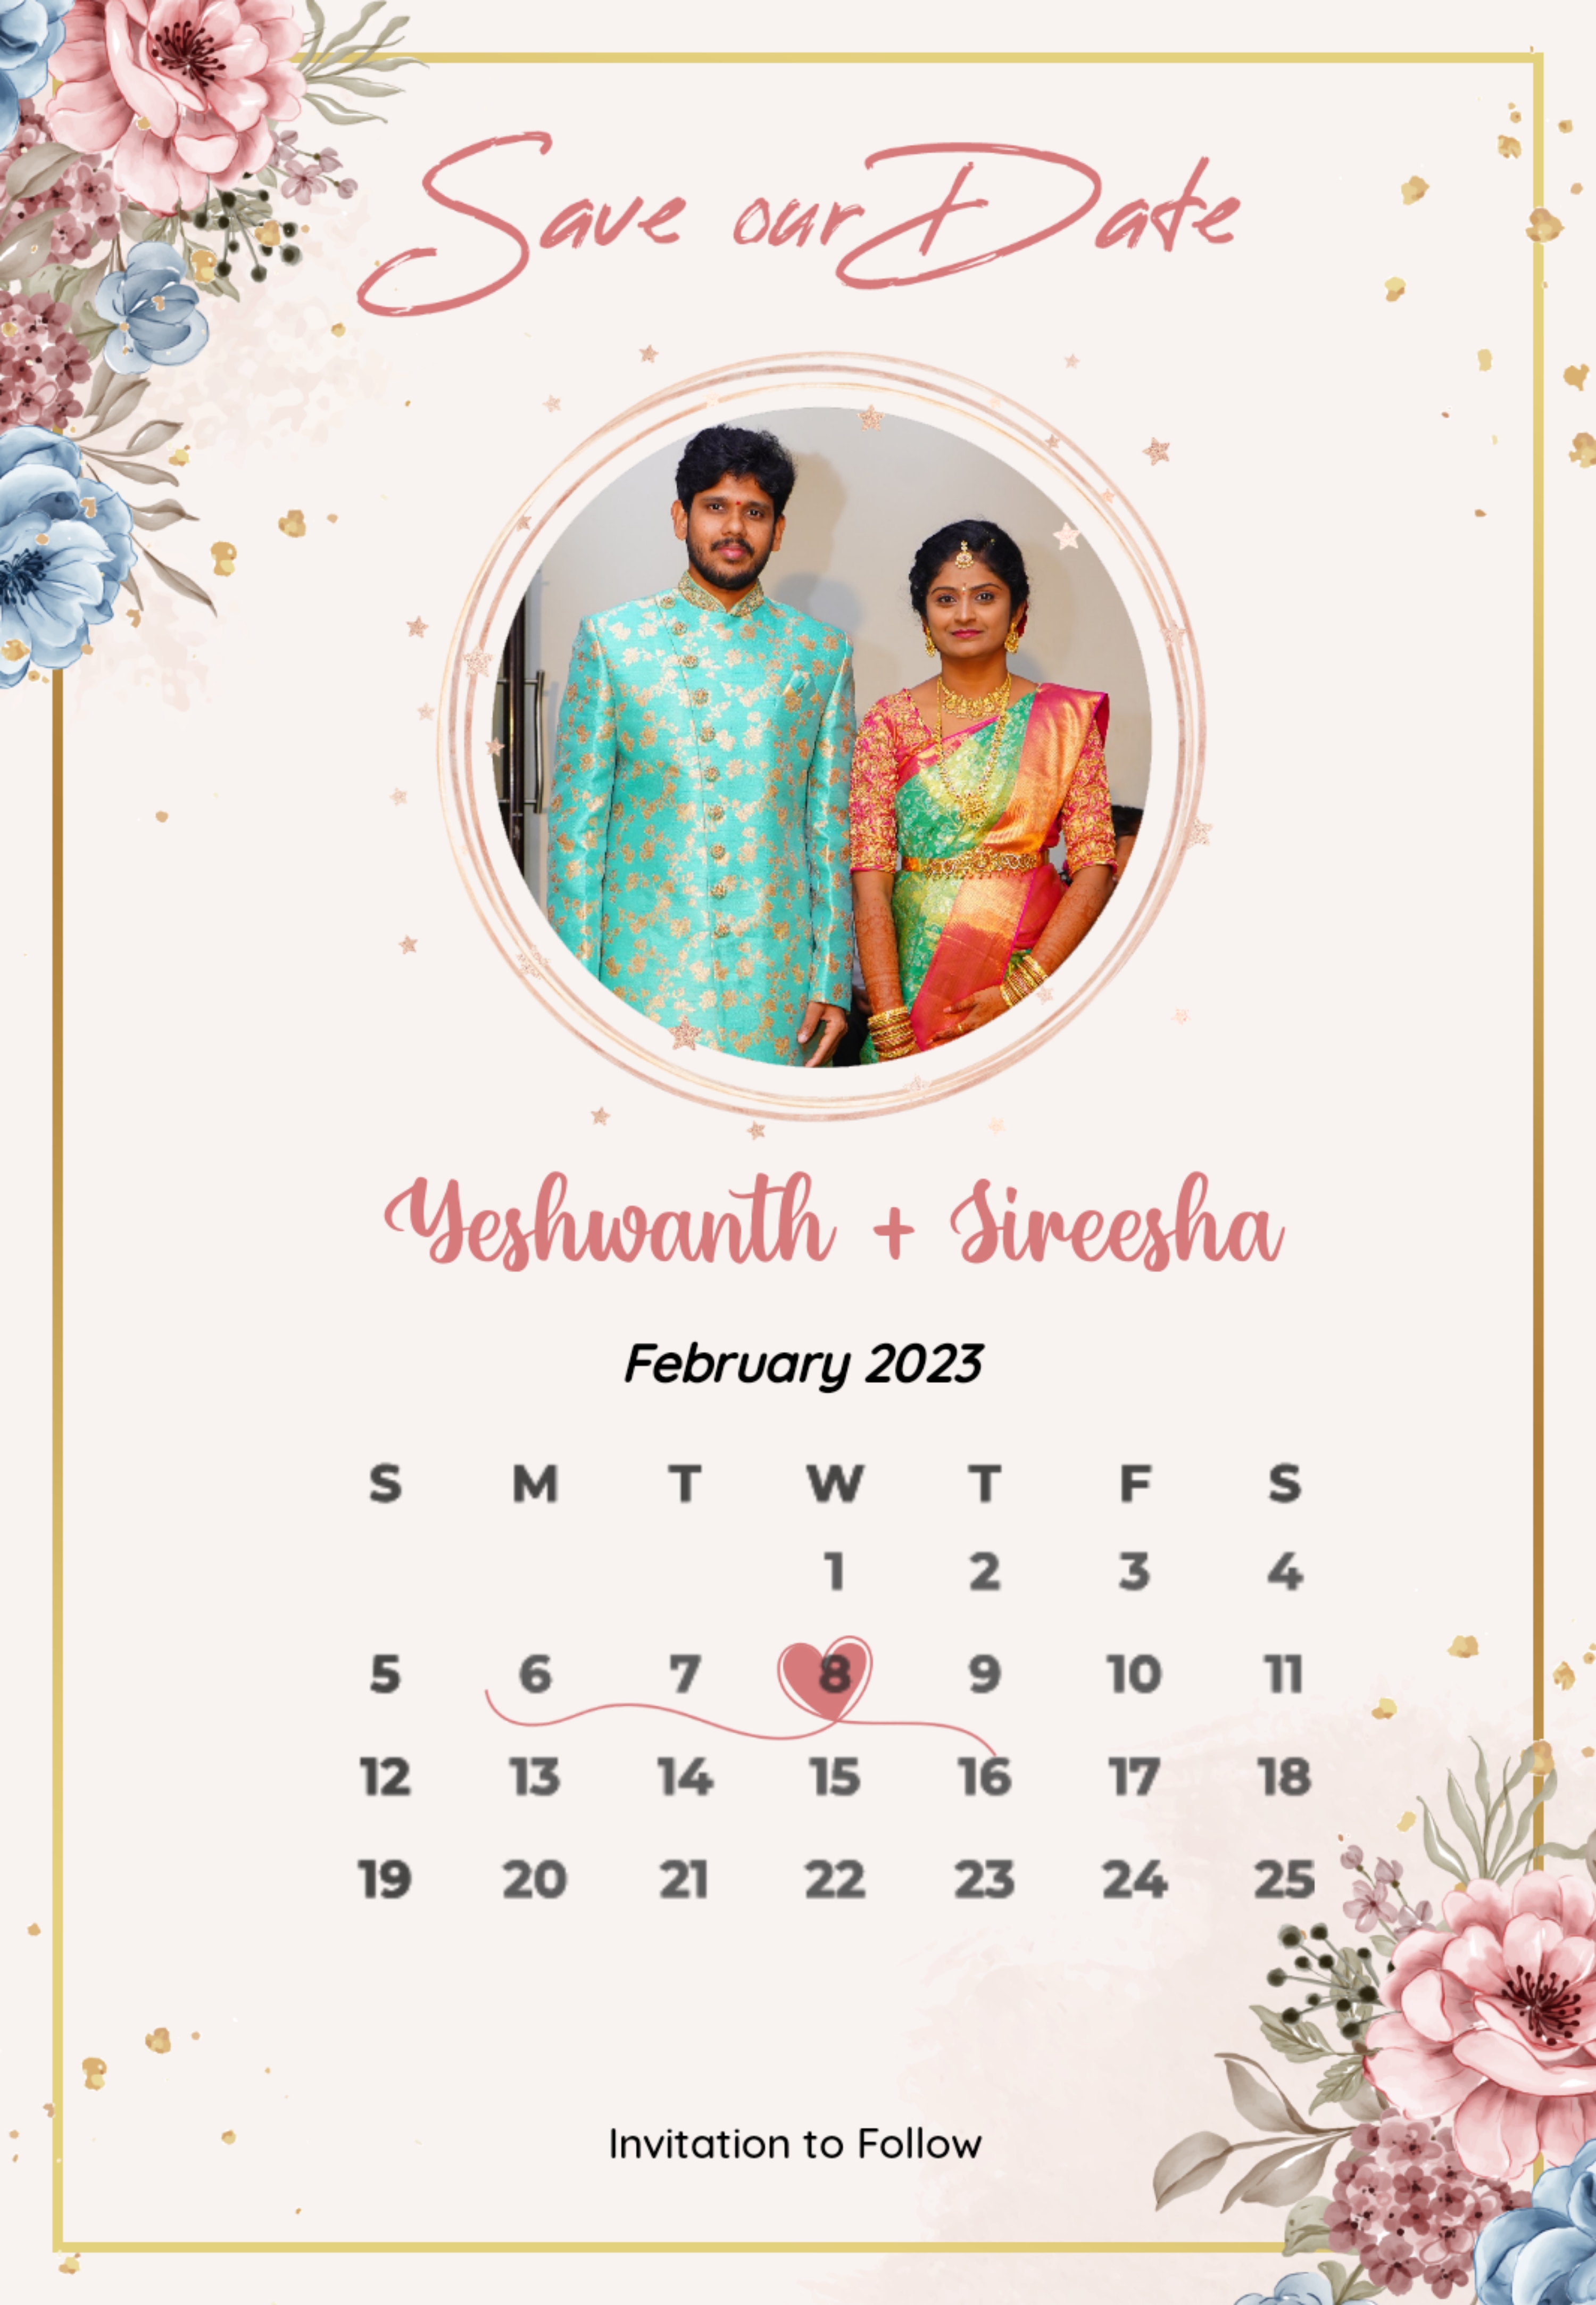 Save our Date
Yeshwanth + Sireesha
February 2023
S M T W T F S
1 2 3 4
5 6 7 8 9 10 11
12 13 14 15 16 17 18
19 20 21 22 23 24 25
Invitation to Follow